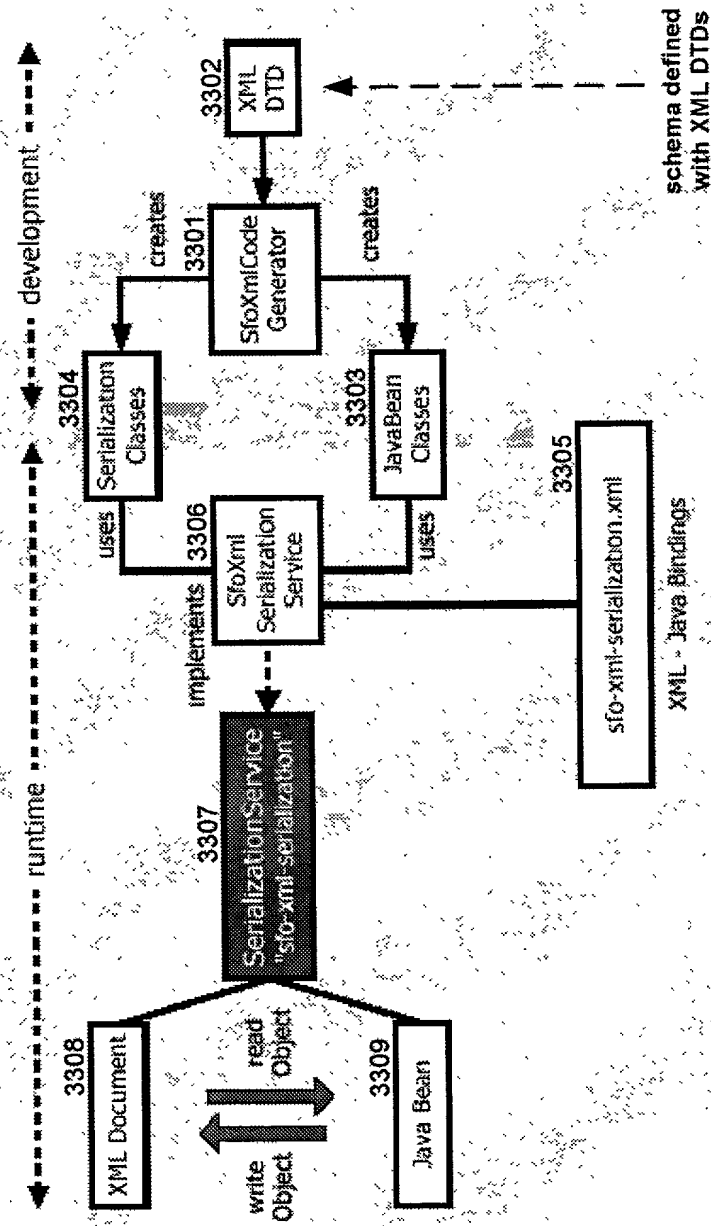 runtime
development
3308
XML Document
write
Object
read
Object
3309
Java Bean
3307
SerializationService
"sfo-xml-serialization"
implements
3306
SfoXml
Serialization
Service
uses
uses
3304
Serialization
Classes
3303
JavaBean
Classes
creates
3301
SfoXmlCode
Generator
creates
3302
XML
DTD
3305
sfo-xml-serialization.xml
XML - Java Bindings
schema defined
with XML DTDs